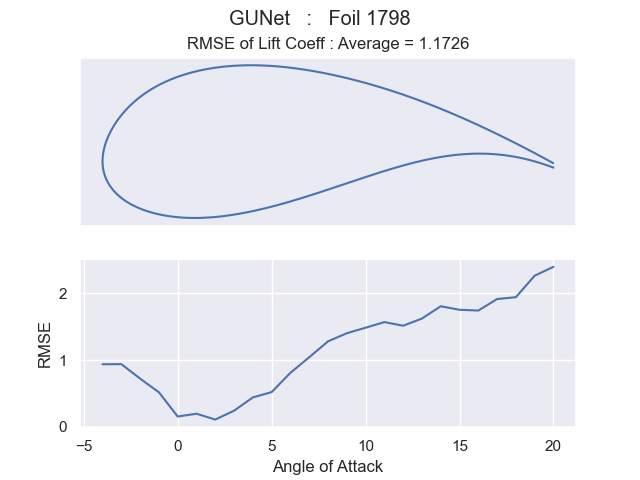 GUNet   :   Foil 1798
RMSE of Lift Coeff : Average = 1.1726
2
1
0
RMSE
−5 0 5 10 15 20
Angle of Attack